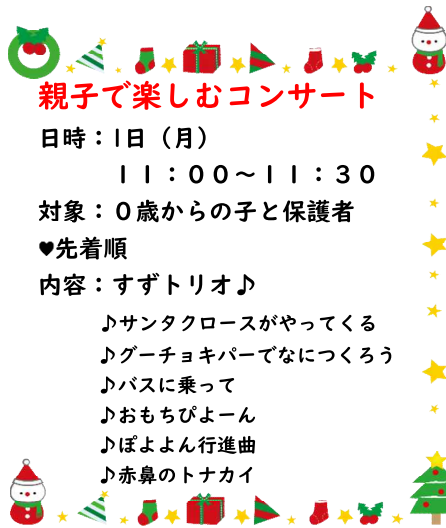 親子で楽しむコンサート
日時：1日（月）
１１：００～１１：３０
対象：０歳からの子と保護者
♥先着順
内容：すずトリオ♪
♪サンタクロースがやってくる
♪グーチョキパーでなにつくろう
♪バスに乗って
♪おもちぴよーん
♪ぽよよん行進曲
♪赤鼻のトナカイ